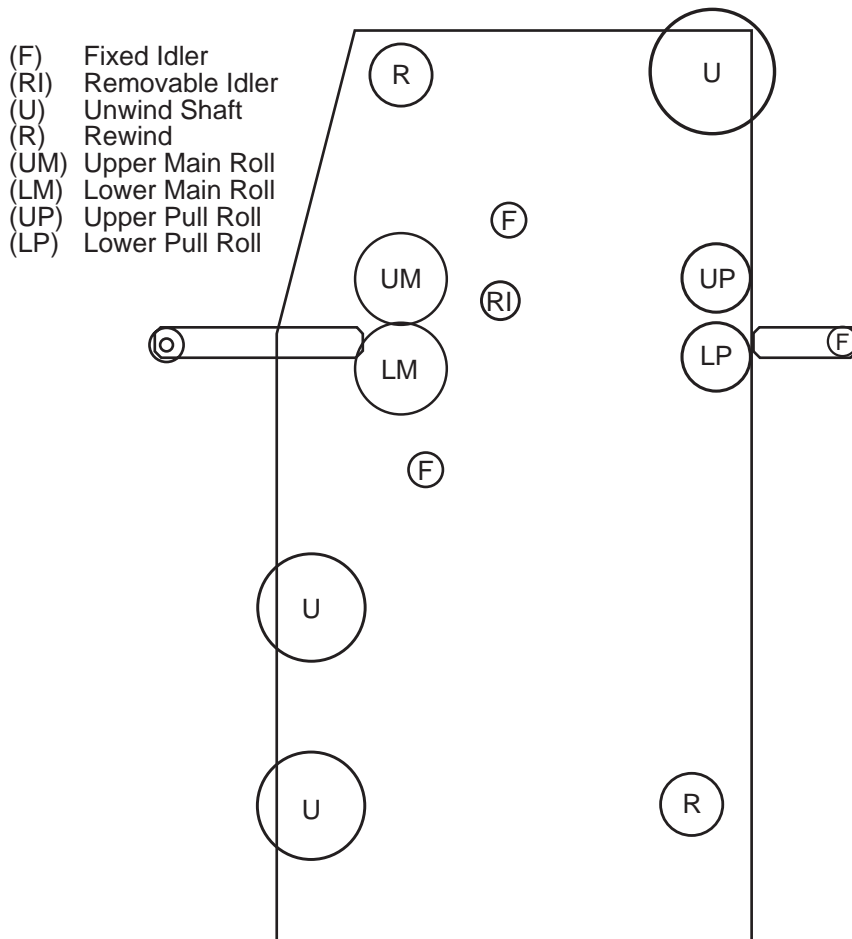 (F) Fixed Idler
(RI) Removable Idler
(U) Unwind Shaft
(R) Rewind
(UM) Upper Main Roll
(LM) Lower Main Roll
(UP) Upper Pull Roll
(LP) Lower Pull Roll
R
U
F
UM
RI
UP
LM
LP
F
F
U
U
R